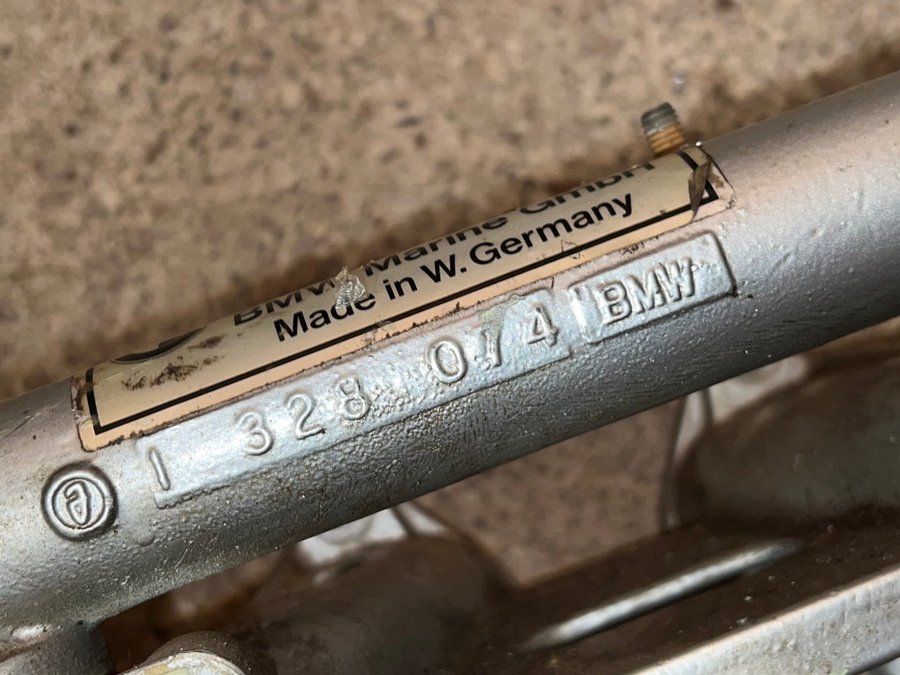 BMW Marine GmbH
Made in W. Germany
1 328 074 BMW